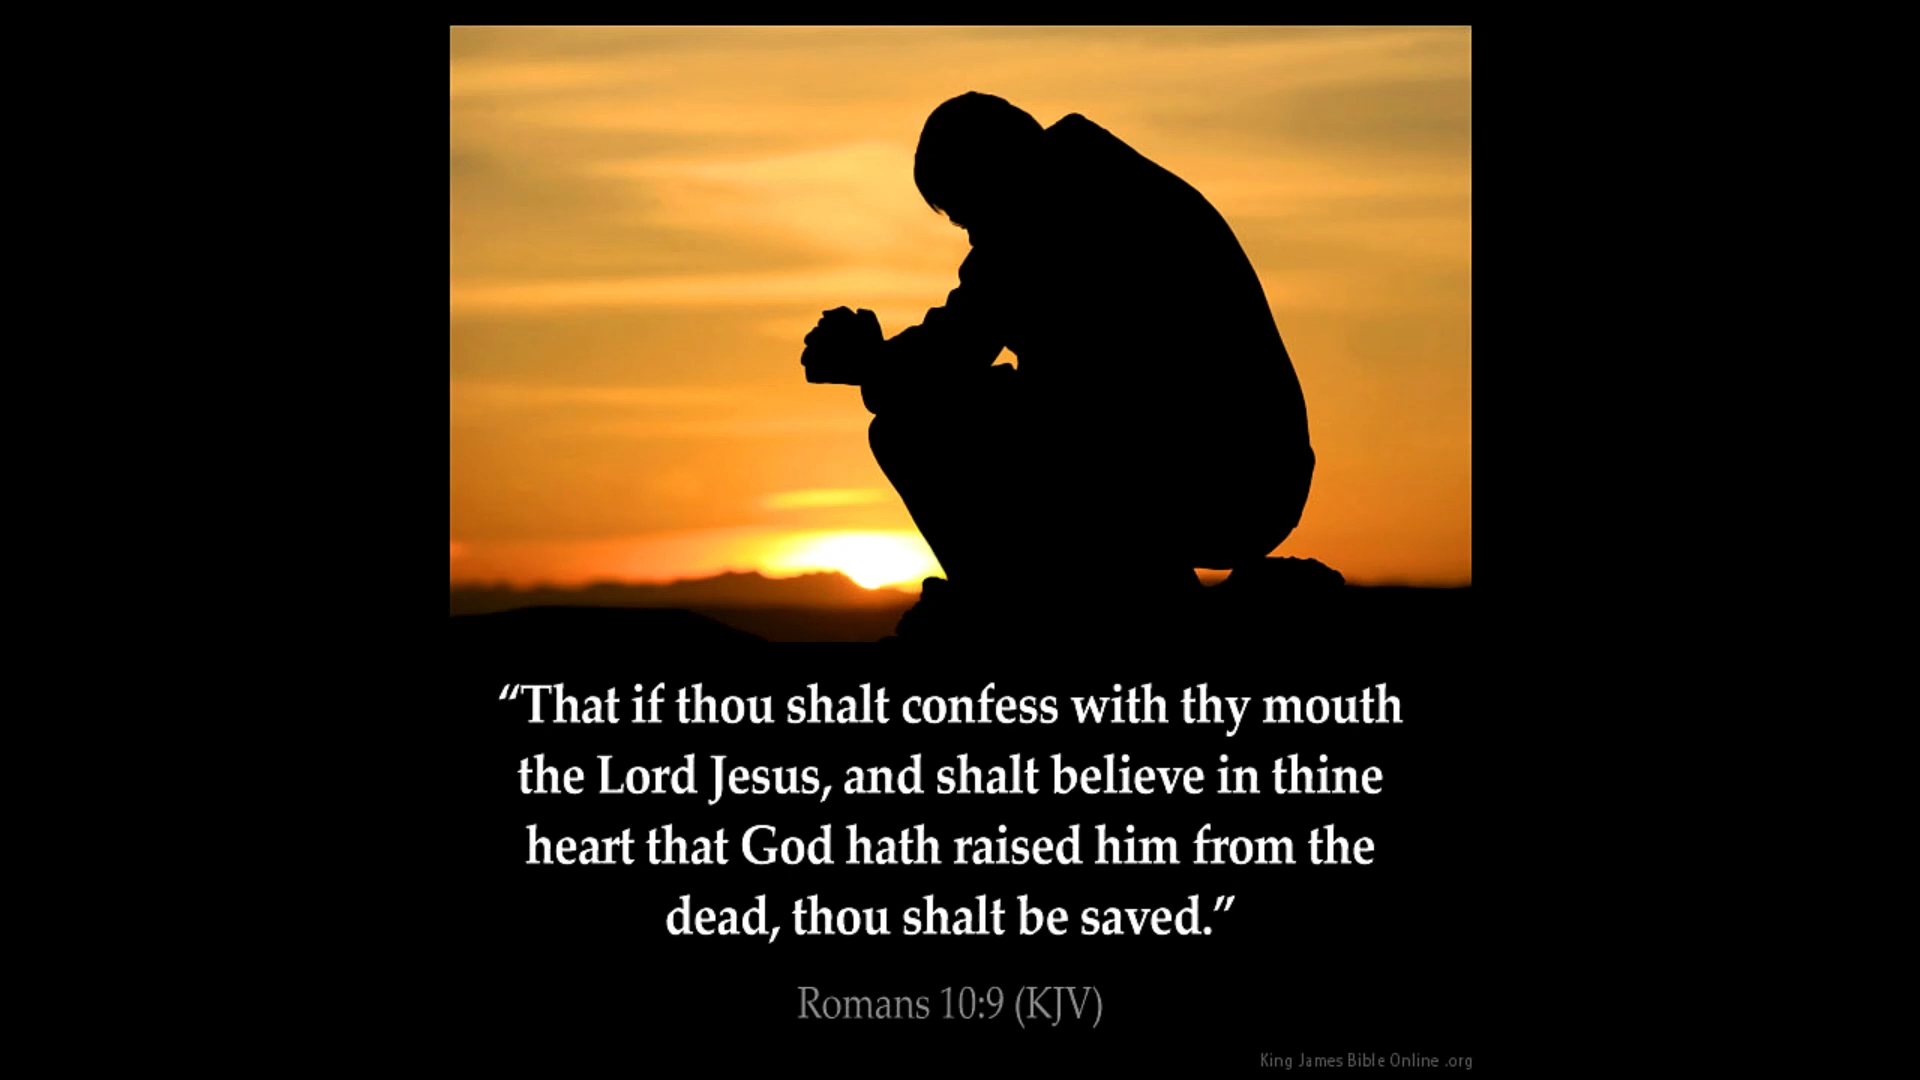 “That if thou shalt confess with thy mouth
the Lord Jesus, and shalt believe in thine
heart that God hath raised him from the
dead, thou shalt be saved.”
Romans 10:9 (KJV)
King James Bible Online .org